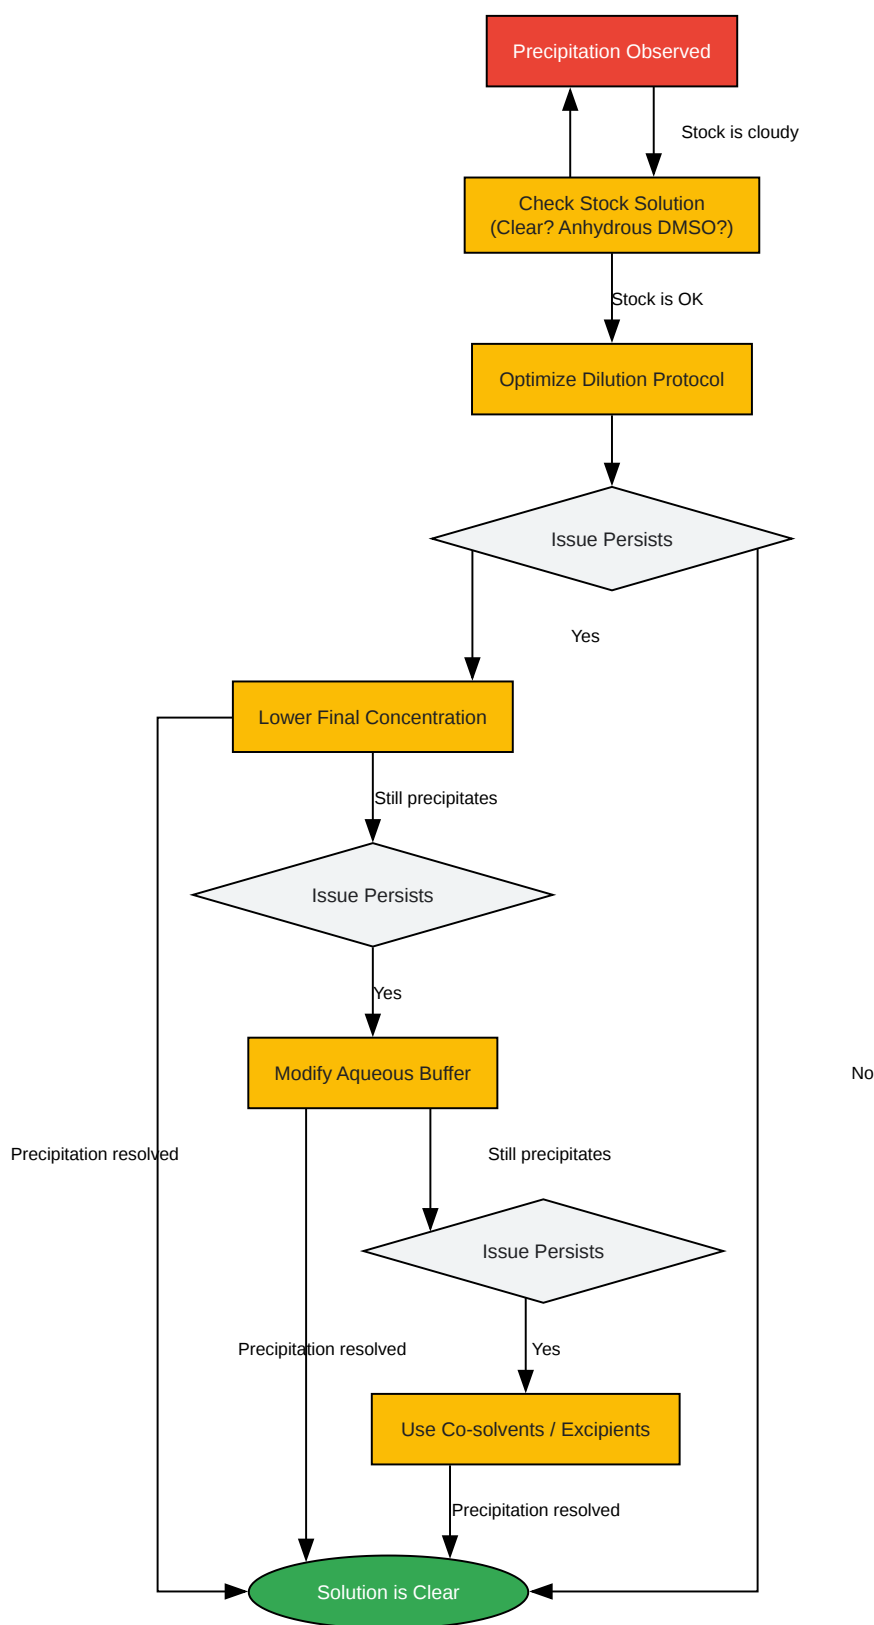 Precipitation Observed
Stock is cloudy
Check Stock Solution
(Clear? Anhydrous DMSO?)
Stock is OK
Optimize Dilution Protocol
Issue Persists
Yes
Lower Final Concentration
Still precipitates
Issue Persists
Yes
Modify Aqueous Buffer
No
Precipitation resolved
Still precipitates
Issue Persists
Precipitation resolved
Yes
Use Co-solvents / Excipients
Precipitation resolved
Solution is Clear